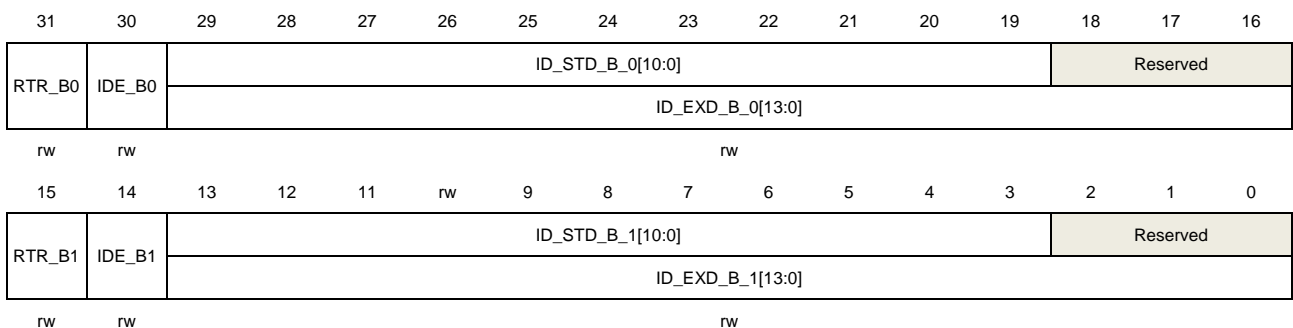 31 30 29 28 27 26 25 24 23 22 21 20 19 18 17 16
RTR_B0 IDE_B0 ID_STD_B_0[10:0] Reserved
ID_EXD_B_0[13:0]
rw rw rw
15 14 13 12 11 rw 9 8 7 6 5 4 3 2 1 0
RTR_B1 IDE_B1 ID_STD_B_1[10:0] Reserved
ID_EXD_B_1[13:0]
rw rw rw